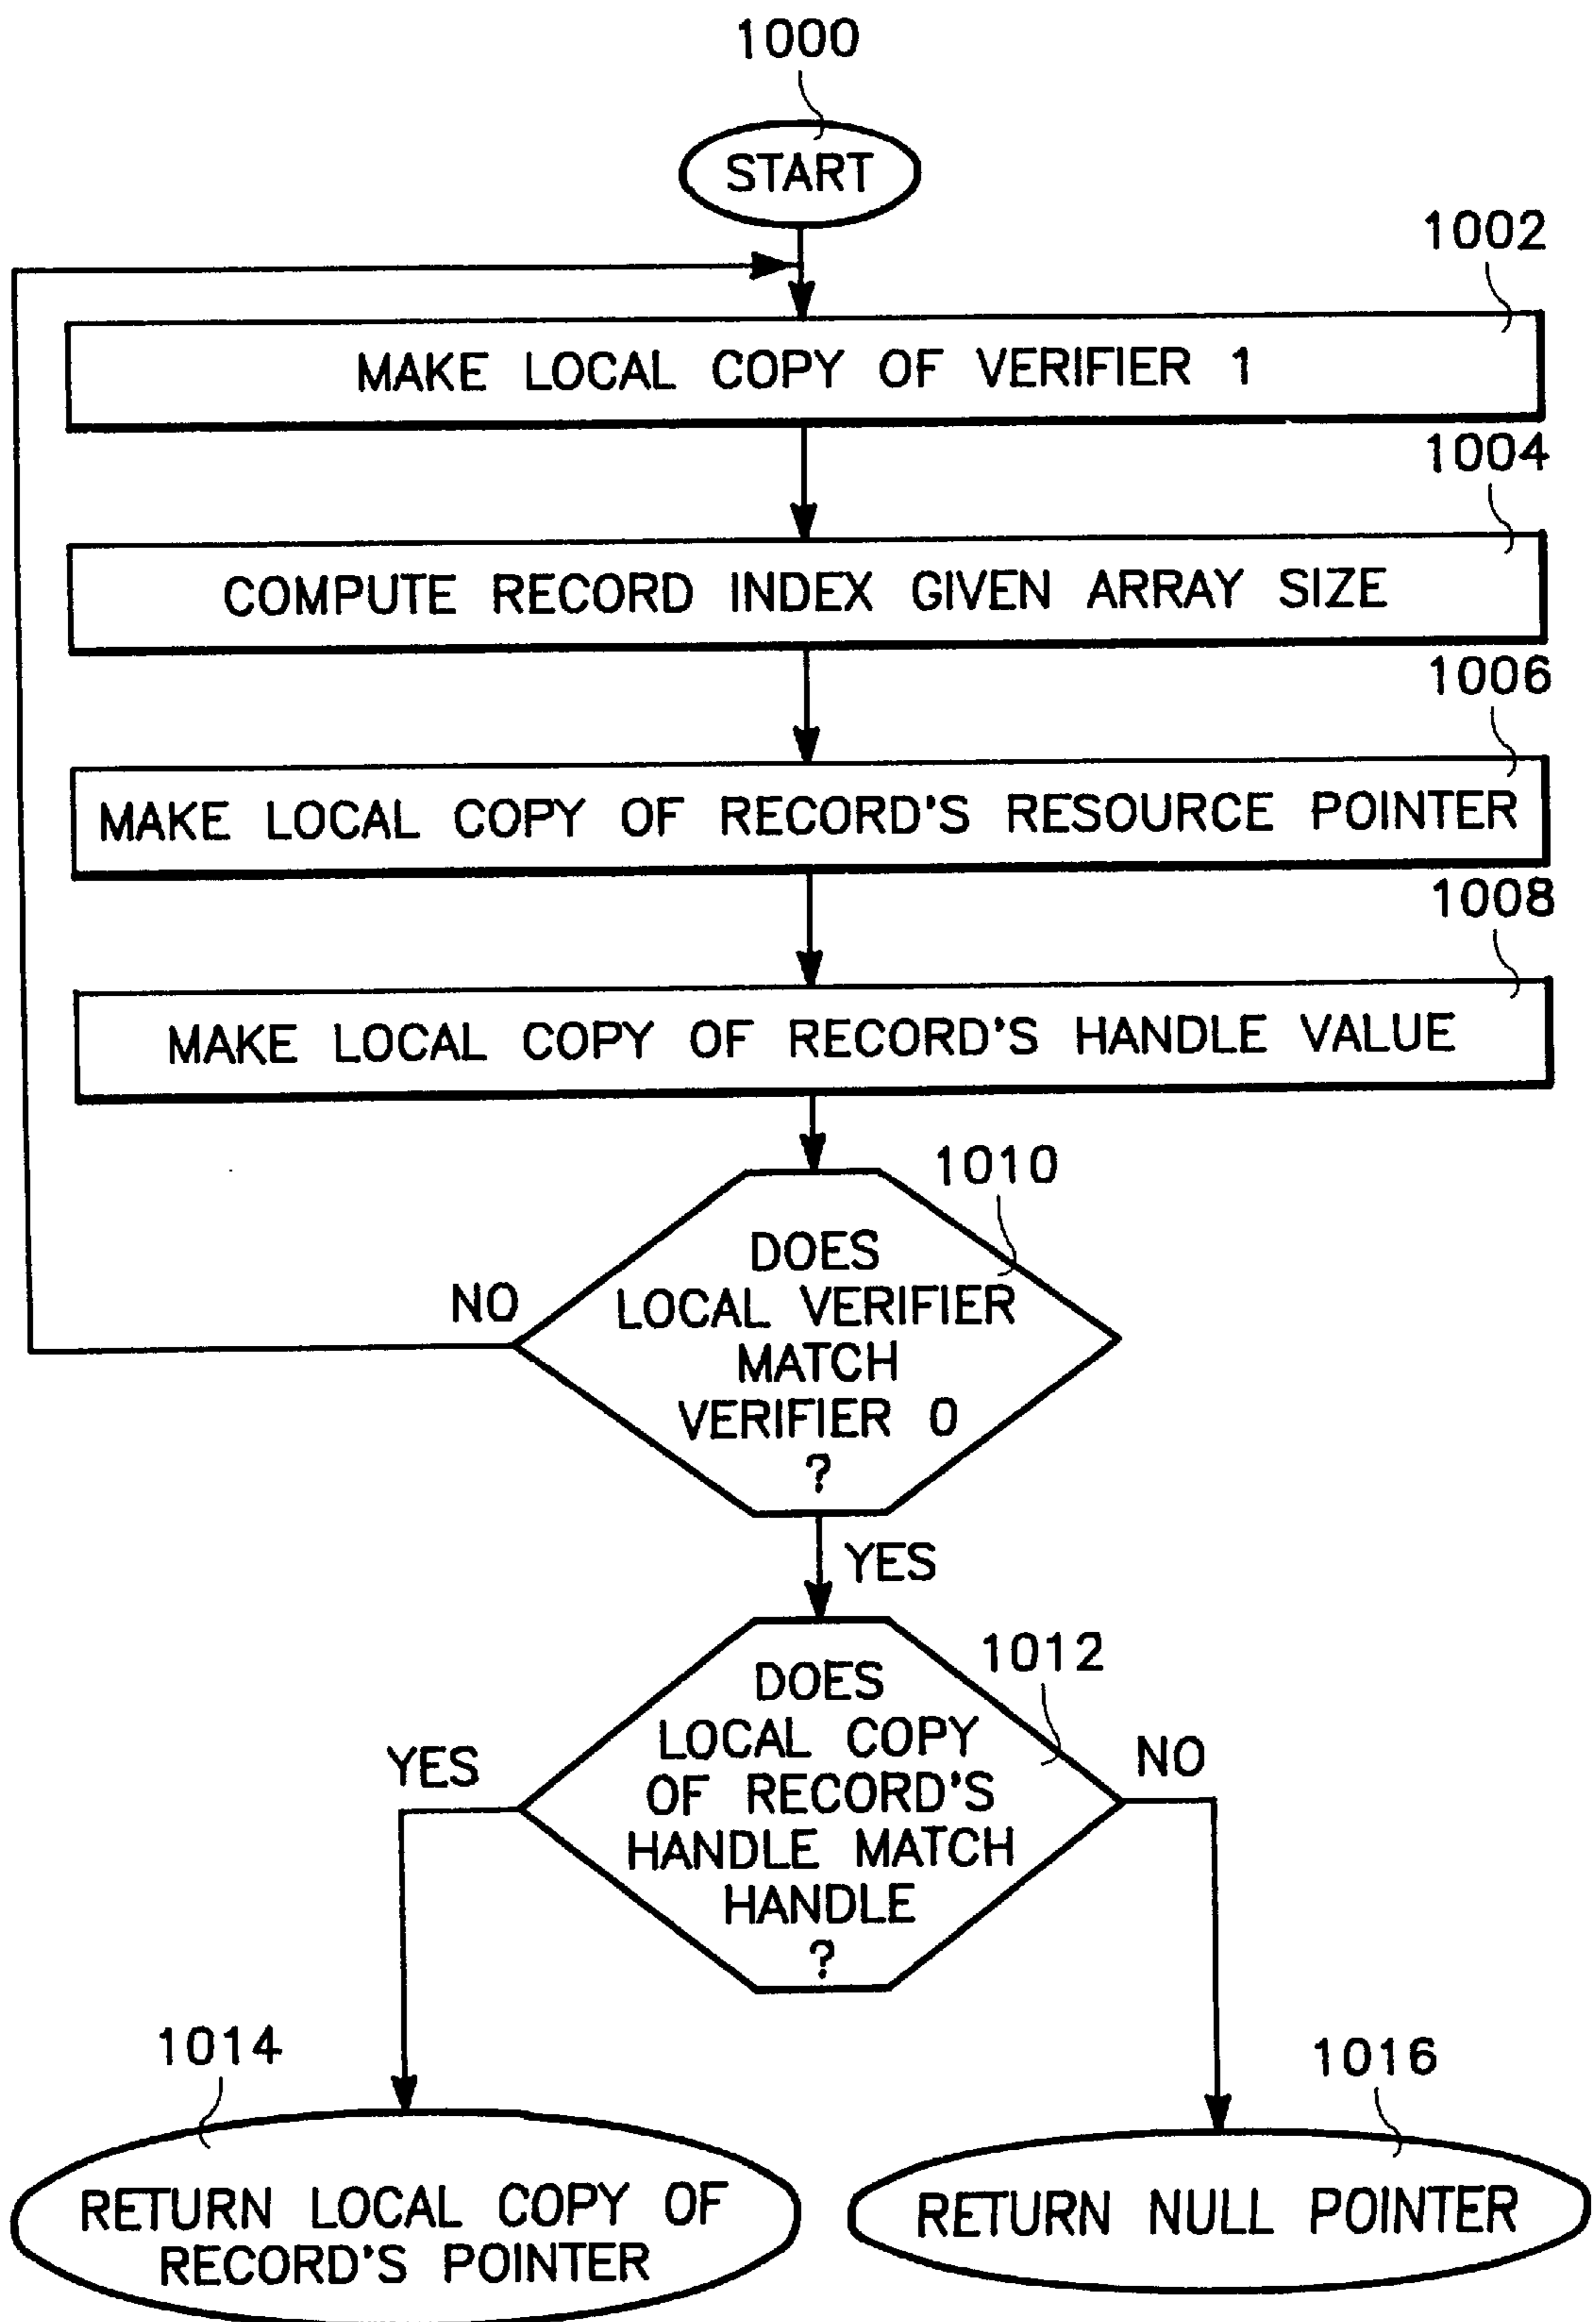 1000
START
1002
MAKE LOCAL COPY OF VERIFIER 1
1004
COMPUTE RECORD INDEX GIVEN ARRAY SIZE
1006
MAKE LOCAL COPY OF RECORD'S RESOURCE POINTER
1008
MAKE LOCAL COPY OF RECORD'S HANDLE VALUE
1010
DOES
LOCAL VERIFIER
MATCH
VERIFIER 0
?
NO
YES
1012
DOES
LOCAL COPY
OF RECORD'S
HANDLE MATCH
HANDLE
?
YES
NO
1014
RETURN LOCAL COPY OF
RECORD'S POINTER
1016
RETURN NULL POINTER